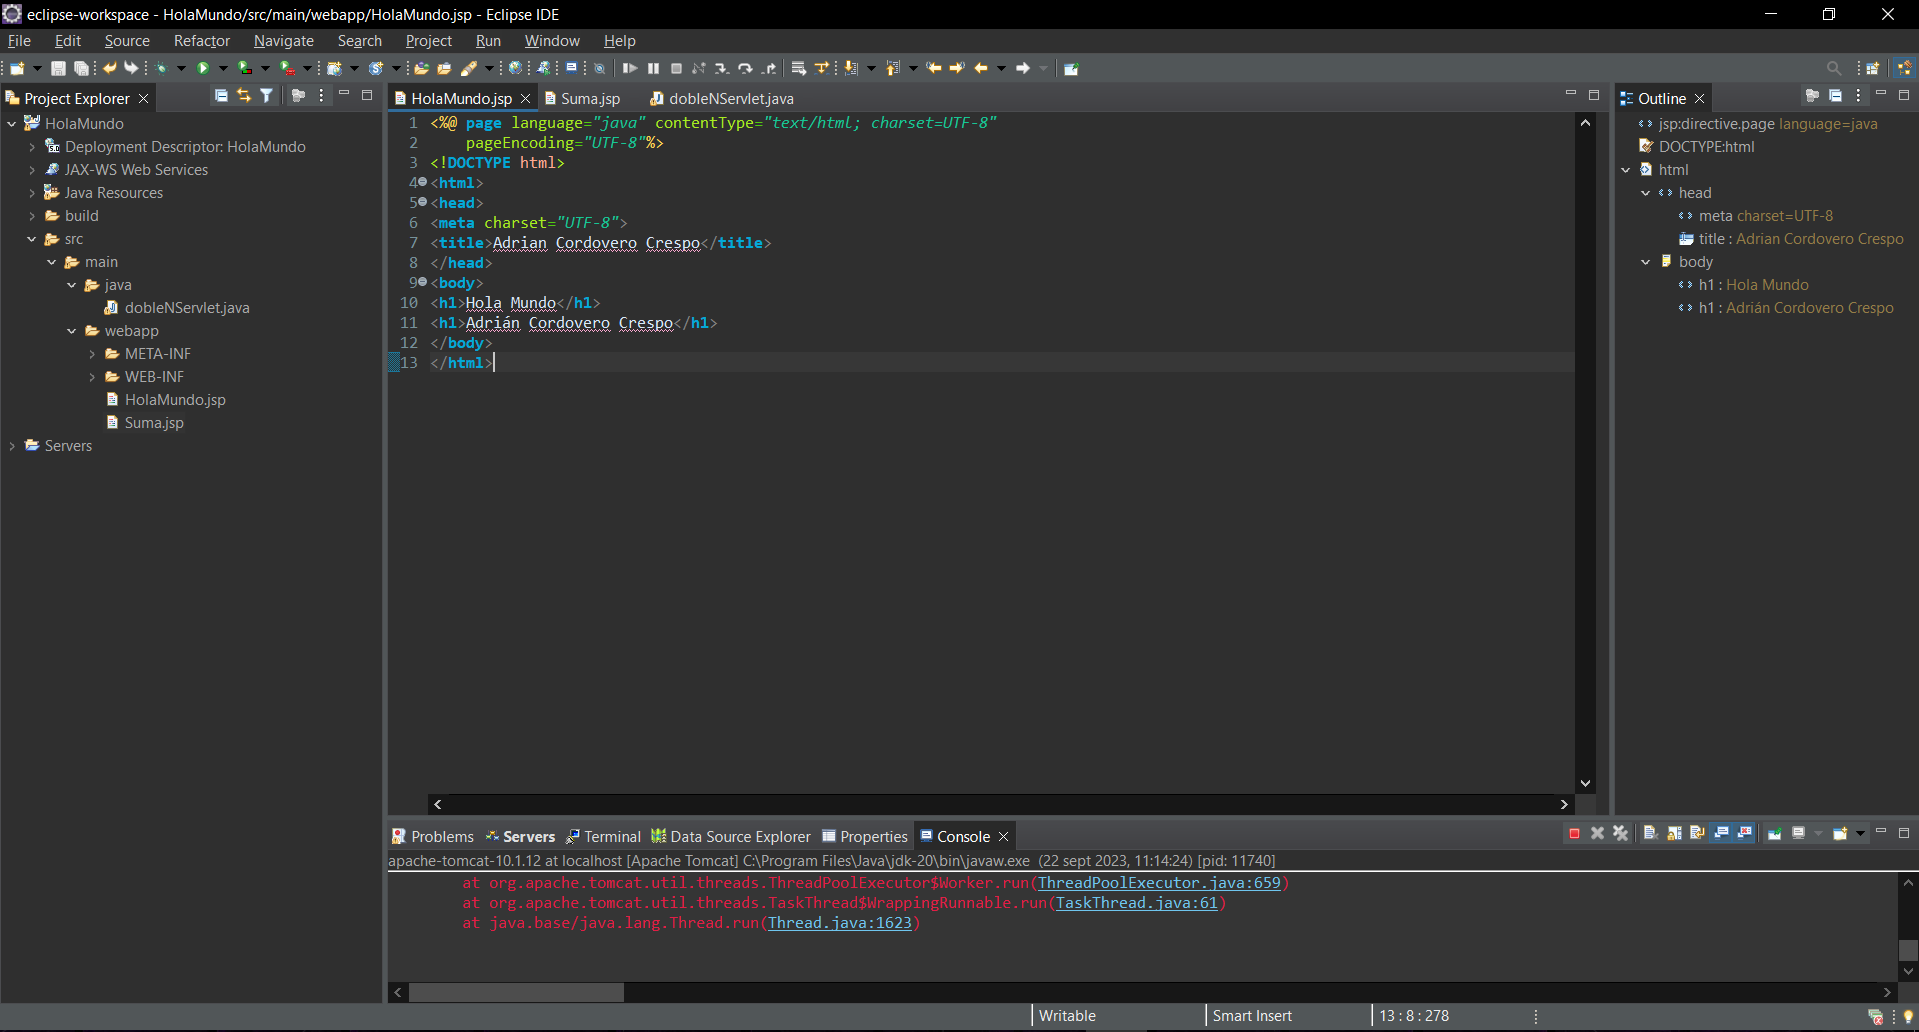 eclipse-workspace - HolaMundo/src/main/webapp/HolaMundo.jsp - Eclipse IDE
File Edit Source Refactor Navigate Search Project Run Window Help
Project Explorer
HolaMundo
Deployment Descriptor: HolaMundo
JAX-WS Web Services
Java Resources
build
src
main
java
dobleNServlet.java
webapp
META-INF
WEB-INF
HolaMundo.jsp
Suma.jsp
Servers
HolaMundo.jsp Suma.jsp dobleNServlet.java
1 <%@ page language="java" contentType="text/html; charset=UTF-8"
2 pageEncoding="UTF-8"%>
3 <!DOCTYPE html>
4 <html>
5 <head>
6 <meta charset="UTF-8">
7 <title>Adrian Cordovero Crespo</title>
8 </head>
9 <body>
10 <h1>Hola Mundo</h1>
11 <h1>Adrián Cordovero Crespo</h1>
12 </body>
13 </html>
Outline
jsp:directive.page language=java
DOCTYPE:html
html
head
meta charset=UTF-8
title : Adrian Cordovero Crespo
body
h1 : Hola Mundo
h1 : Adrián Cordovero Crespo
Problems Servers Terminal Data Source Explorer Properties Console
apache-tomcat-10.1.12 at localhost [Apache Tomcat] C:\Program Files\Java\jdk-20\bin\javaw.exe (22 sept 2023, 11:14:24) [pid: 11740]
at org.apache.tomcat.util.threads.ThreadPoolExecutor$Worker.run(ThreadPoolExecutor.java:659)
at org.apache.tomcat.util.threads.TaskThread$WrappingRunnable.run(TaskThread.java:61)
at java.base/java.lang.Thread.run(Thread.java:1623)
Writable Smart Insert 13 : 8 : 278